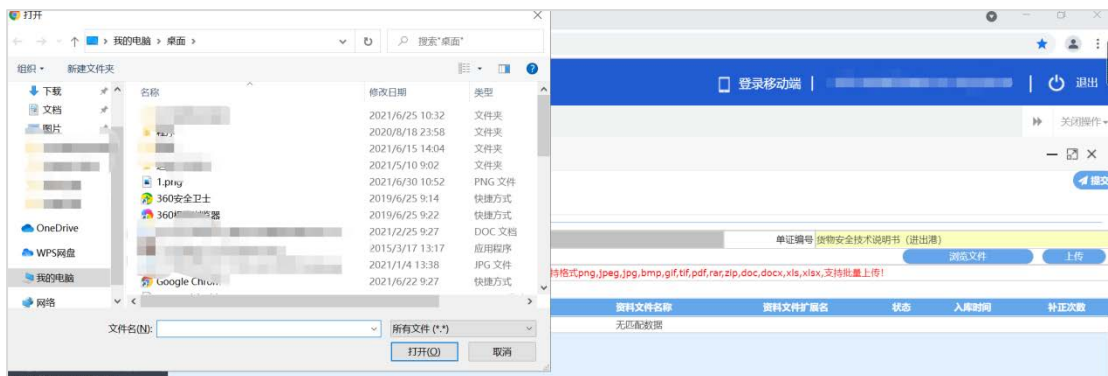 打开
我的电脑 › 桌面 ›
搜索"桌面"
组织 新建文件夹
名称 修改日期 类型
下载
文档
图片
OneDrive
WPS网盘
我的电脑
网络
2021/6/25 10:32 文件夹
程序 2020/8/18 23:58 文件夹
2021/6/15 14:04 文件夹
2021/5/10 9:02 文件夹
1.png 2021/6/30 10:52 PNG 文件
360安全卫士 2019/6/25 9:14 快捷方式
360 器 2019/6/25 9:22 快捷方式
2021/2/25 9:27 DOC 文档
2015/3/17 13:17 应用程序
2021/1/4 13:38 JPG 文件
Google Chrom 2021/6/22 9:27 快捷方式
文件名(N): 所有文件 (*.*)
打开(O) 取消
登录移动端 | | 退出
关闭操作
提交
单证编号 货物安全技术说明书（进出港）
浏览文件 上传
持格式png,jpeg,jpg,bmp,gif,tif,pdf,rar,zip,doc,docx,xls,xlsx,支持批量上传！
资料文件名称 资料文件扩展名 状态 入库时间 补正次数
无匹配数据